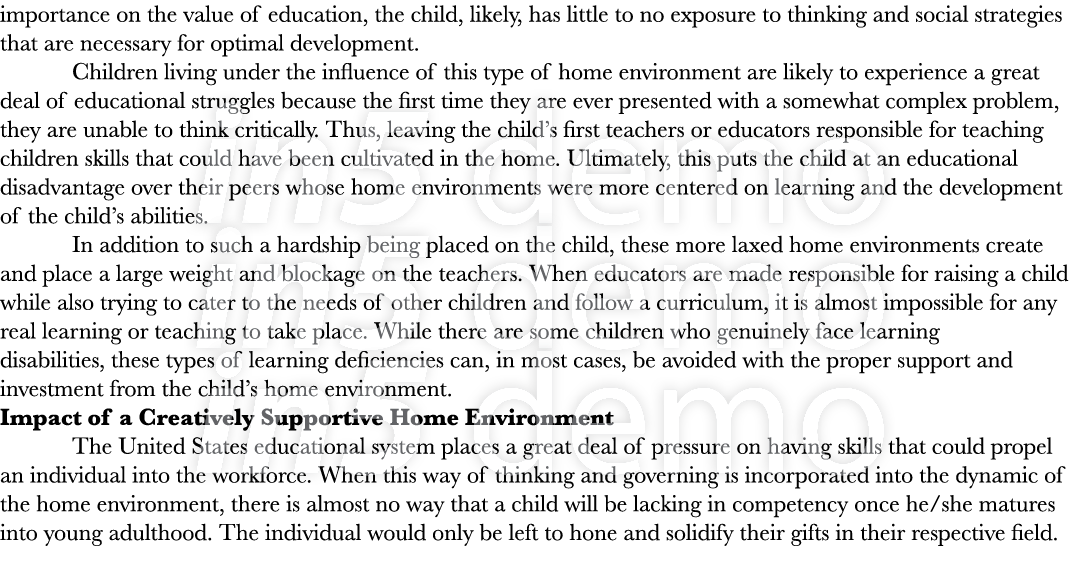 importance on the value of education, the child, likely, has little to no exposure to thinking and social strategies
that are necessary for optimal development.
Children living under the influence of this type of home environment are likely to experience a great
deal of educational struggles because the first time they are ever presented with a somewhat complex problem,
they are unable to think critically. Thus, leaving the child's first teachers or educators responsible for teaching
children skills that could have been cultivated in the home. Ultimately, this puts the child at an educational
disadvantage over their peers whose home environments were more centered on learning and the development
of the child's abilities.
In addition to such a hardship being placed on the child, these more laxed home environments create
and place a large weight and blockage on the teachers. When educators are made responsible for raising a child
while also trying to cater to the needs of other children and follow a curriculum, it is almost impossible for any
real learning or teaching to take place. While there are some children who genuinely face learning
disabilities, these types of learning deficiencies can, in most cases, be avoided with the proper support and
investment from the child's home environment.
Impact of a Creatively Supportive Home Environment
The United States educational system places a great deal of pressure on having skills that could propel
an individual into the workforce. When this way of thinking and governing is incorporated into the dynamic of
the home environment, there is almost no way that a child will be lacking in competency once he/she matures
into young adulthood. The individual would only be left to hone and solidify their gifts in their respective field.
in5 demo
in5 demo
in5 demo